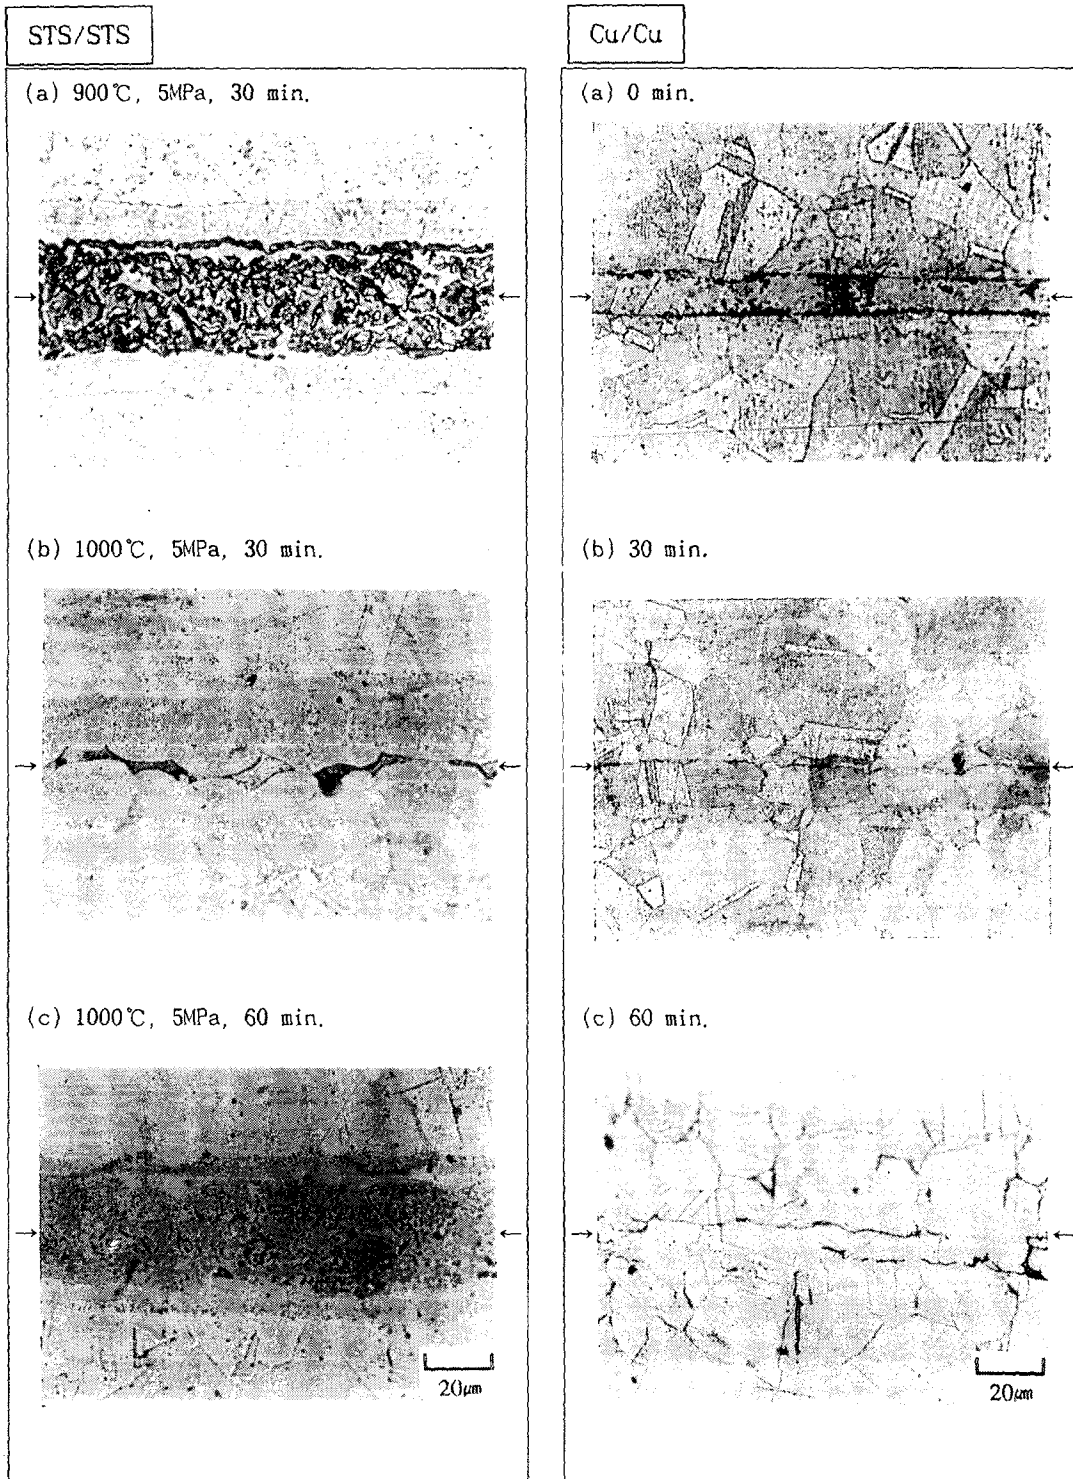 STS/STS
(a) 900℃, 5MPa, 30 min.
(b) 1000℃, 5MPa, 30 min.
(c) 1000℃, 5MPa, 60 min.
20μm
Cu/Cu
(a) 0 min.
(b) 30 min.
(c) 60 min.
20μm